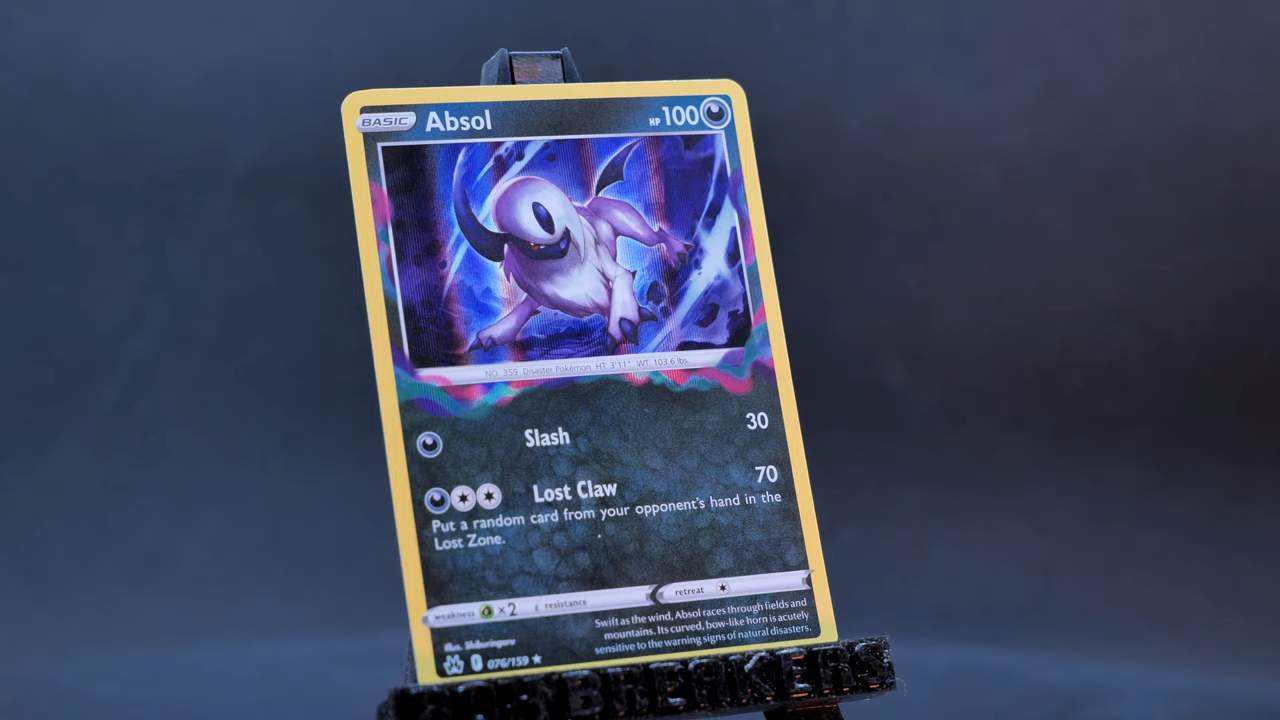 BASIC Absol HP 100
NO. 359 Disaster Pokémon HT: 3'11" WT: 103.6 lbs.
Slash 30
Lost Claw 70
Put a random card from your opponent's hand in the
Lost Zone.
weakness ×2 resistance retreat
Swift as the wind, Absol races through fields and
mountains. Its curved, bow-like horn is acutely
sensitive to the warning signs of natural disasters.
Illus. Shiburingaru
076/159 ★